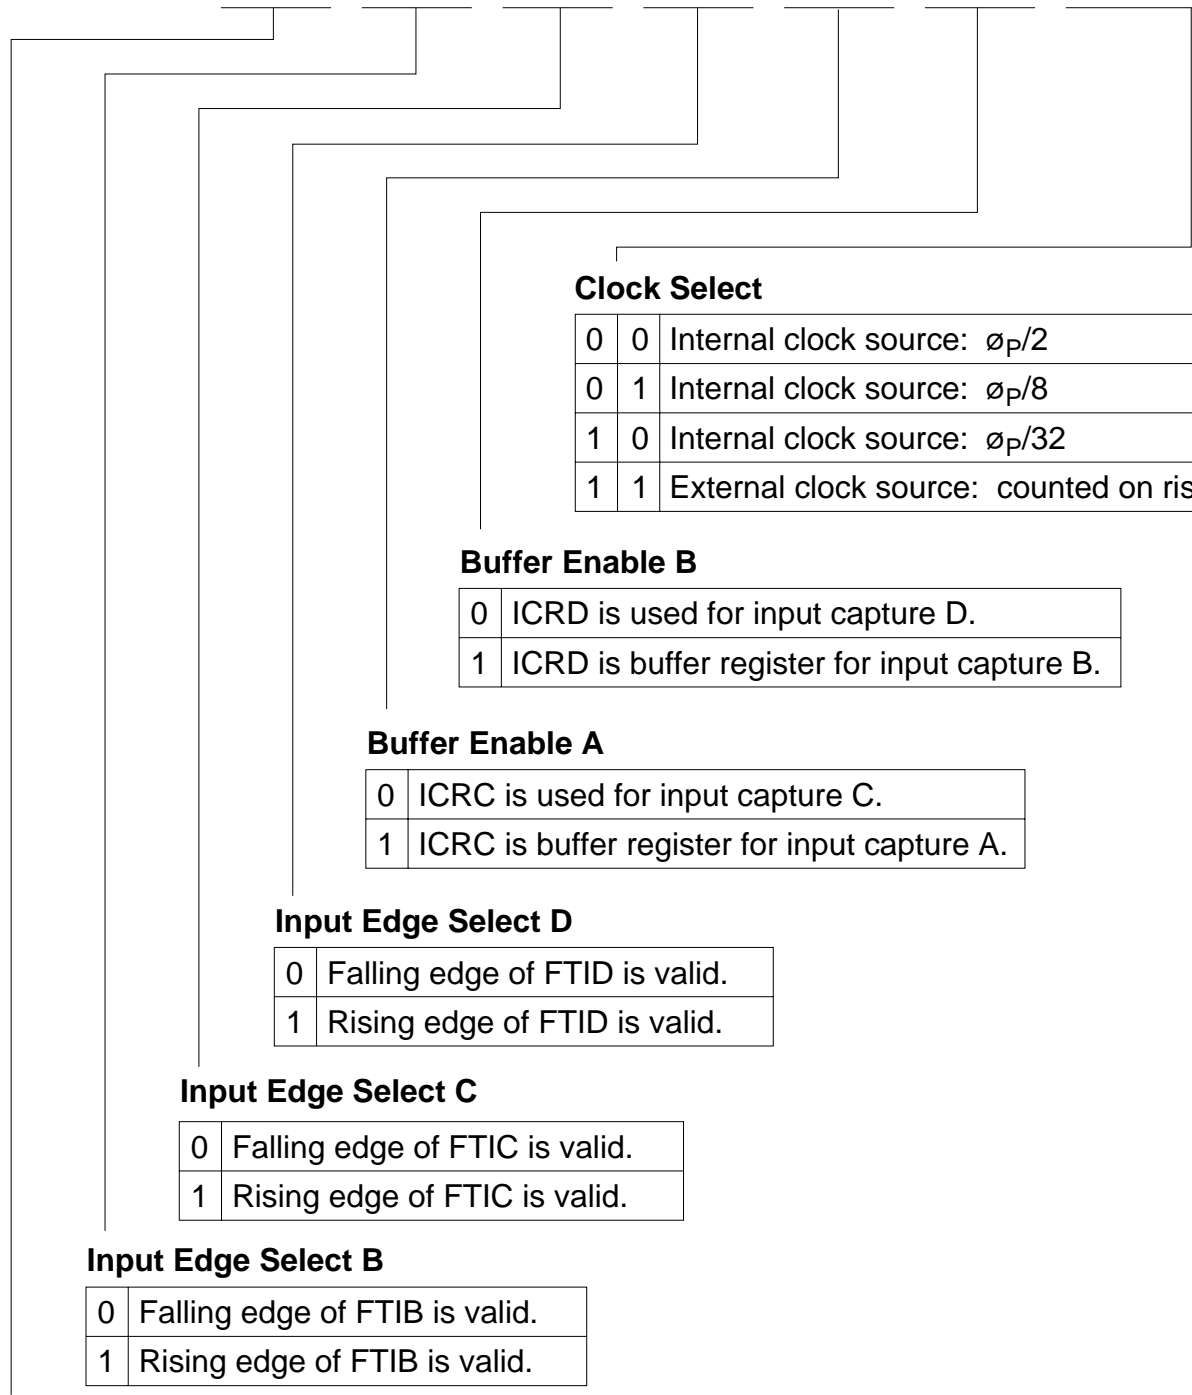 Clock Select
0 0 Internal clock source: øP/2
0 1 Internal clock source: øP/8
1 0 Internal clock source: øP/32
1 1 External clock source: counted on
Buffer Enable B
0 ICRD is used for input capture D.
1 ICRD is buffer register for input capture B.
Buffer Enable A
0 ICRC is used for input capture C.
1 ICRC is buffer register for input capture A.
Input Edge Select D
0 Falling edge of FTID is valid.
1 Rising edge of FTID is valid.
Input Edge Select C
0 Falling edge of FTIC is valid.
1 Rising edge of FTIC is valid.
Input Edge Select B
0 Falling edge of FTIB is valid.
1 Rising edge of FTIB is valid.